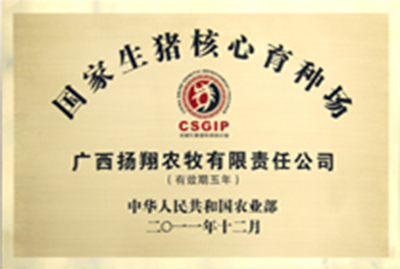 国家生猪核心育种场
CSGIP
广西扬翔农牧有限责任公司
(有效期五年)
中华人民共和国农业部
二〇一一年十二月